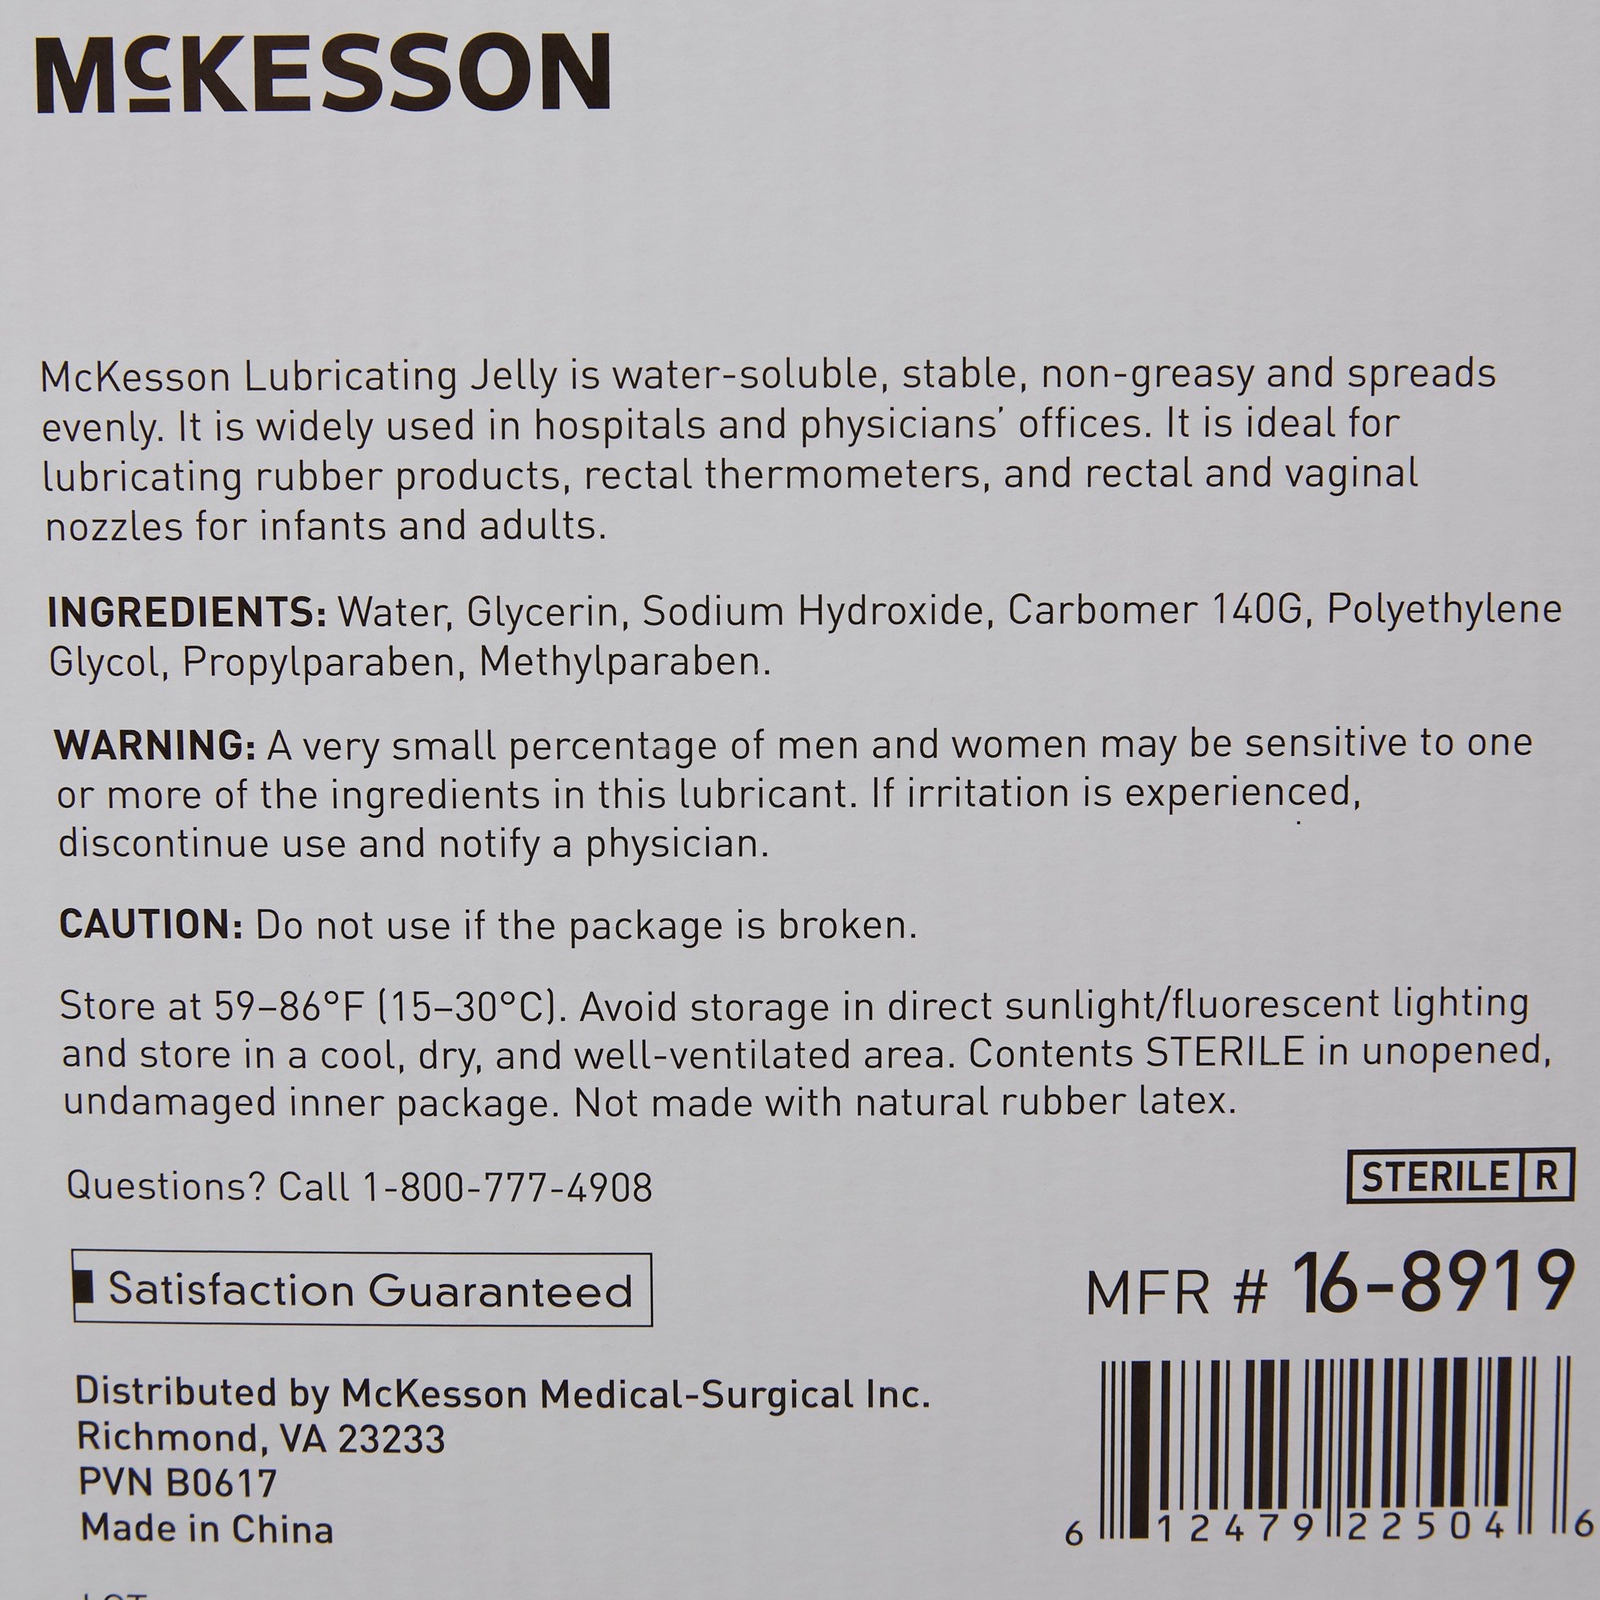 McKESSON
McKesson Lubricating Jelly is water-soluble, stable, non-greasy and spreads
evenly. It is widely used in hospitals and physicians’ offices. It is ideal for
lubricating rubber products, rectal thermometers, and rectal and vaginal
nozzles for infants and adults.
INGREDIENTS: Water, Glycerin, Sodium Hydroxide, Carbomer 140G, Polyethylene
Glycol, Propylparaben, Methylparaben.
WARNING: A very small percentage of men and women may be sensitive to one
or more of the ingredients in this lubricant. If irritation is experienced,
discontinue use and notify a physician.
CAUTION: Do not use if the package is broken.
Store at 59–86°F (15–30°C). Avoid storage in direct sunlight/fluorescent lighting
and store in a cool, dry, and well-ventilated area. Contents STERILE in unopened,
undamaged inner package. Not made with natural rubber latex.
Questions? Call 1-800-777-4908
STERILE R
Satisfaction Guaranteed
MFR # 16-8919
Distributed by McKesson Medical-Surgical Inc.
Richmond, VA 23233
PVN B0617
Made in China
6 12479 22504 6